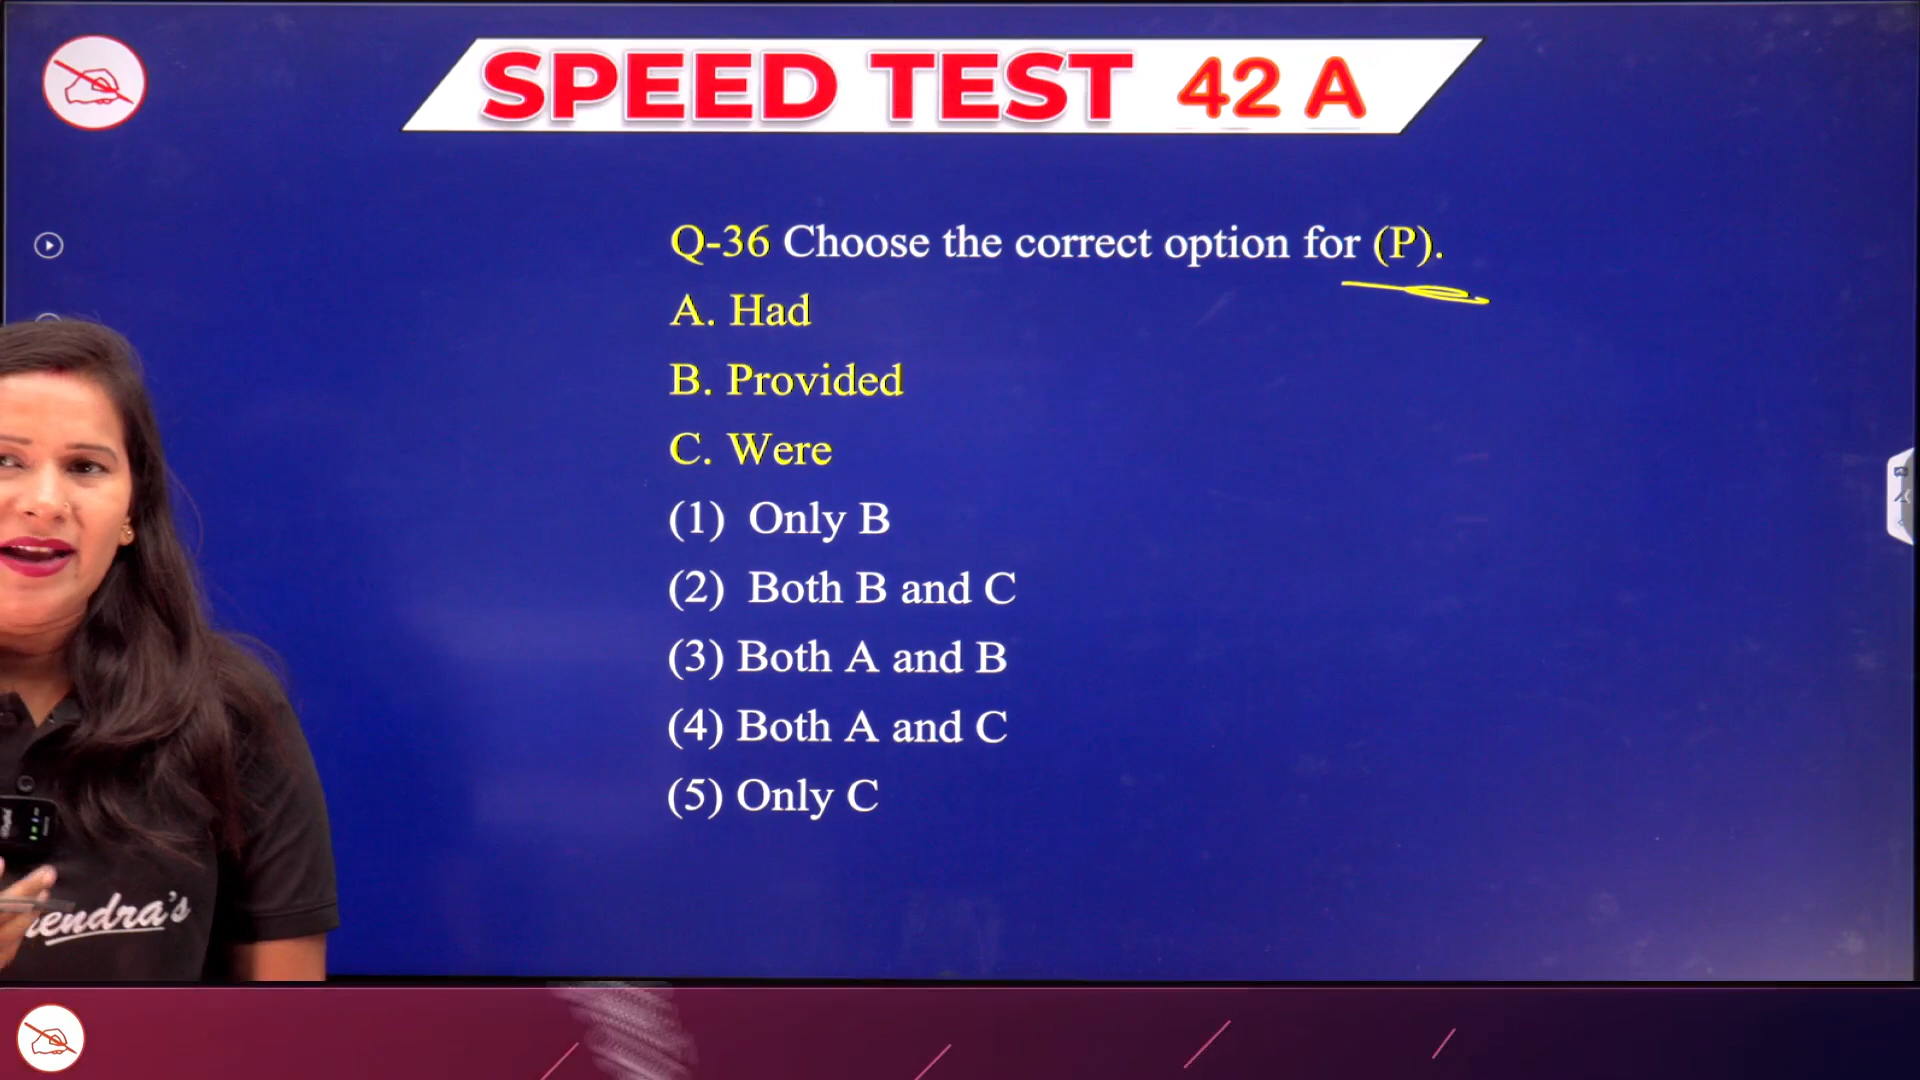 SPEED TEST 42 A
Q-36 Choose the correct option for (P).
A. Had
B. Provided
C. Were
(1) Only B
(2) Both B and C
(3) Both A and B
(4) Both A and C
(5) Only C
endra's